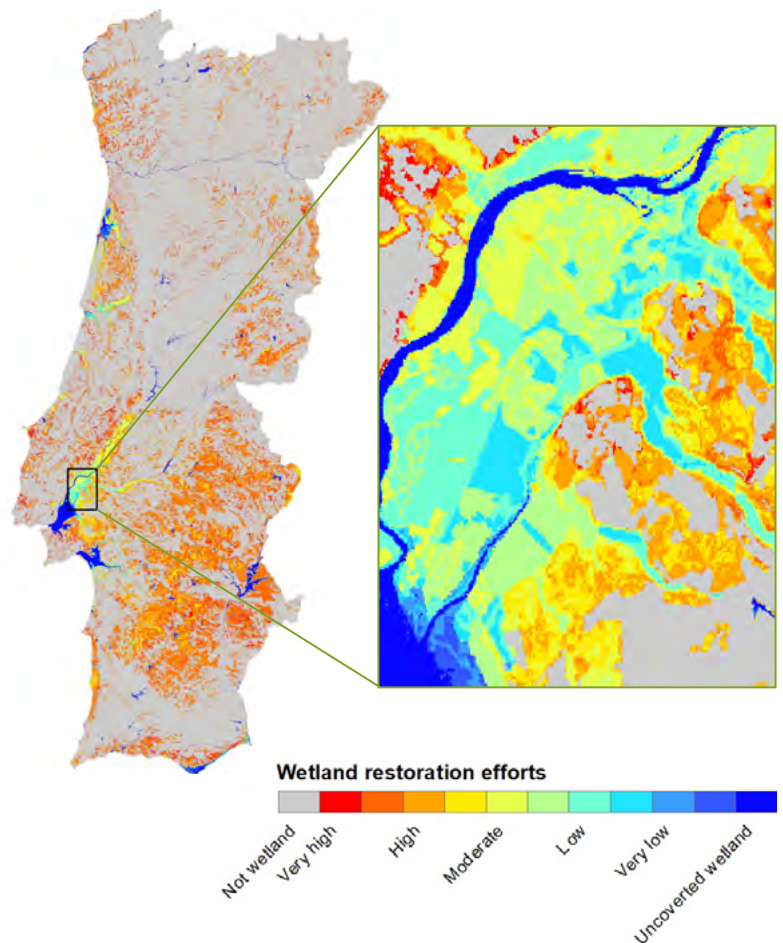 Wetland restoration efforts
Not wetland
Very high
High
Moderate
Low
Very low
Uncoverted wetland